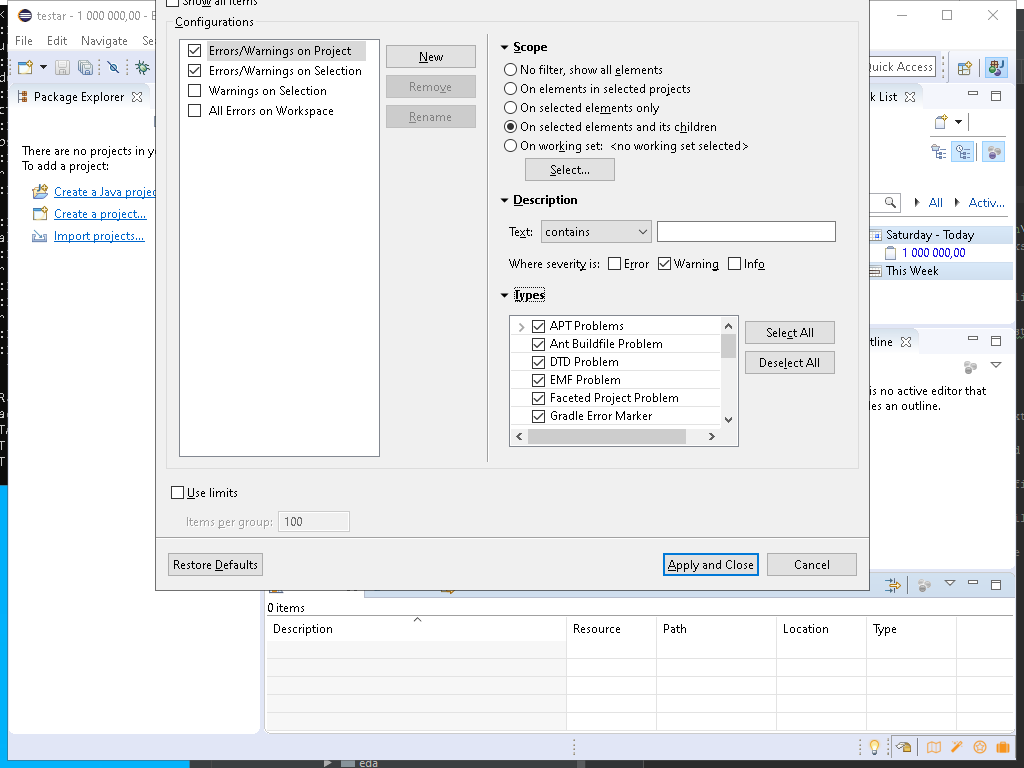 Show all items
testar - 1 000 000,00 - E
Configurations
File Edit Navigate Se
Errors/Warnings on Project
Errors/Warnings on Selection
Warnings on Selection
All Errors on Workspace
New
Remove
Rename
Scope
No filter, show all elements
On elements in selected projects
On selected elements only
On selected elements and its children
On working set: <no working set selected>
Select...
Description
Text: contains
Where severity is: Error Warning Info
Types
APT Problems
Ant Buildfile Problem
DTD Problem
EMF Problem
Faceted Project Problem
Gradle Error Marker
Select All
Deselect All
Use limits
Items per group: 100
Restore Defaults
Apply and Close
Cancel
Quick Access
Package Explorer
There are no projects in y
To add a project:
Create a Java projec
Create a project...
Import projects...
k List
All Activ...
Saturday - Today
1 000 000,00
This Week
tline
is no active editor that
les an outline.
0 items
Description Resource Path Location Type
eda